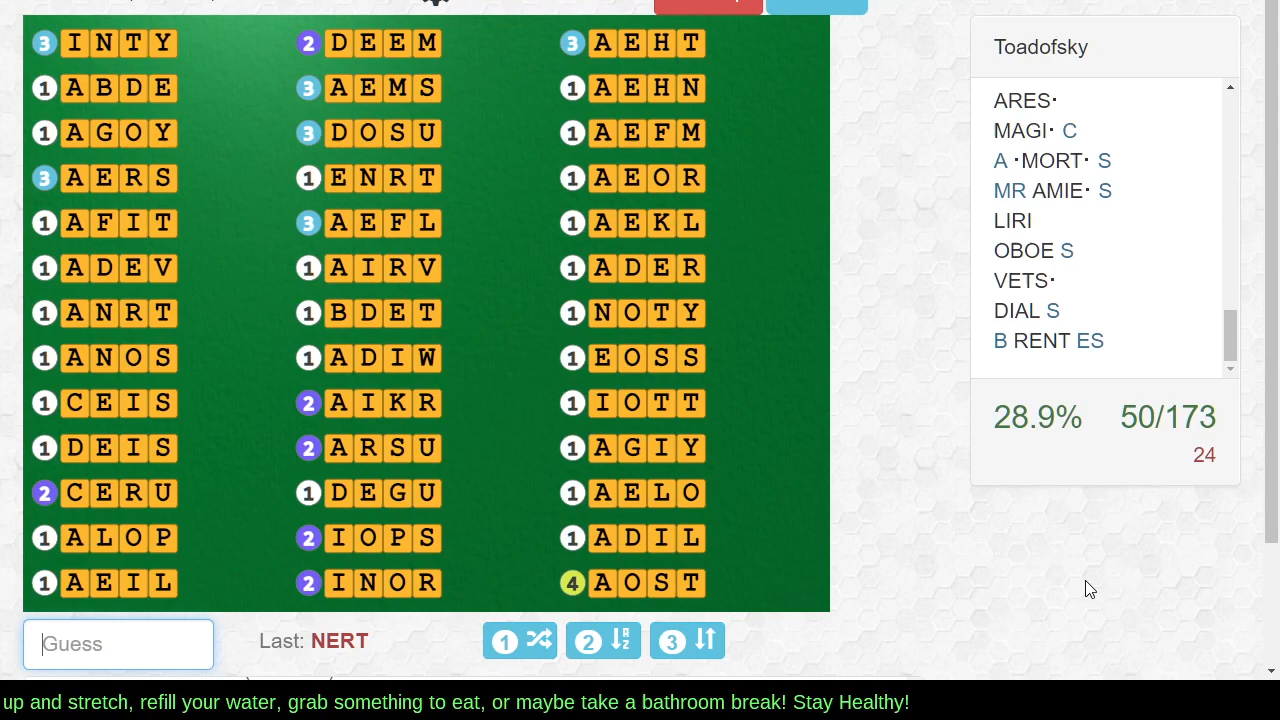 3 INTY 2 DEEM 3 AEHT
1 ABDE 3 AEMS 1 AEHN
1 AGOY 3 DOSU 1 AEFM
3 AERS 1 ENRT 1 AEOR
1 AFIT 3 AEFL 1 AEKL
1 ADEV 1 AIRV 1 ADER
1 ANRT 1 BDET 1 NOTY
1 ANOS 1 ADIW 1 EOSS
1 CEIS 2 AIKR 1 IOTT
1 DEIS 2 ARSU 1 AGIY
2 CERU 1 DEGU 1 AELO
1 ALOP 2 IOPS 1 ADIL
1 AEIL 2 INOR 4 AOST
Guess
Last: NERT
1 2 3
Toadofsky
ARES·
MAGI· C
A ·MORT· S
MR AMIE· S
LIRI
OBOE S
VETS·
DIAL S
B RENT ES
28.9% 50/173
24
up and stretch, refill your water, grab something to eat, or maybe take a bathroom break! Stay Healthy!